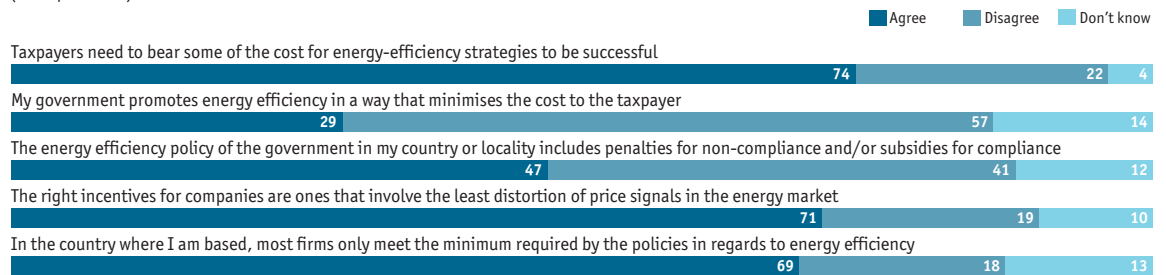 Agree Disagree Don't know
Taxpayers need to bear some of the cost for energy-efficiency strategies to be successful
74 22 4
My government promotes energy efficiency in a way that minimises the cost to the taxpayer
29 57 14
The energy efficiency policy of the government in my country or locality includes penalties for non-compliance and/or subsidies for compliance
47 41 12
The right incentives for companies are ones that involve the least distortion of price signals in the energy market
71 19 10
In the country where I am based, most firms only meet the minimum required by the policies in regards to energy efficiency
69 18 13